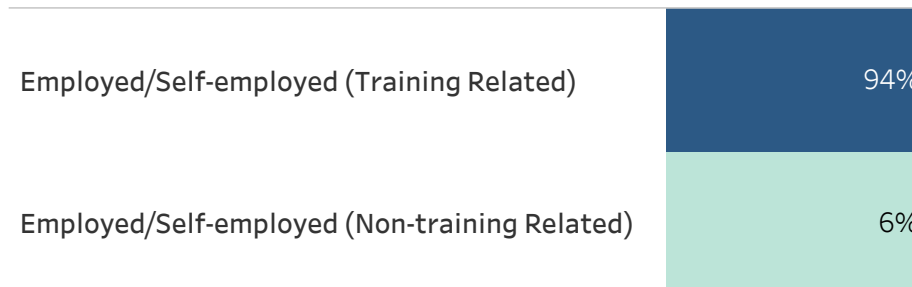 Employed/Self-employed (Training Related) 94%
Employed/Self-employed (Non-training Related) 6%